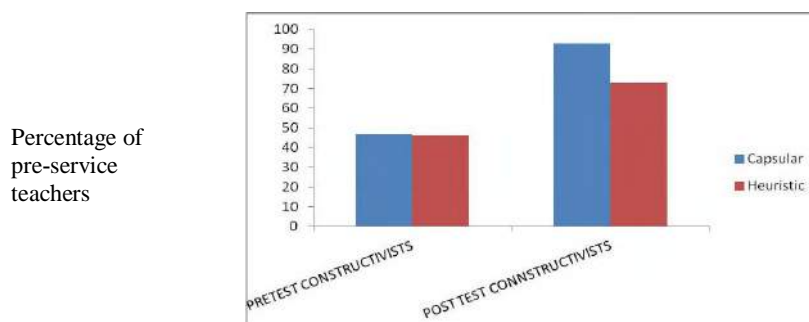 Percentage of
pre-service
teachers
100
90
80
70
60
50
40
30
20
10
0
PRETEST CONSTRUCTIVISTS
POST TEST CONNSTRUCTIVISTS
Capsular
Heuristic